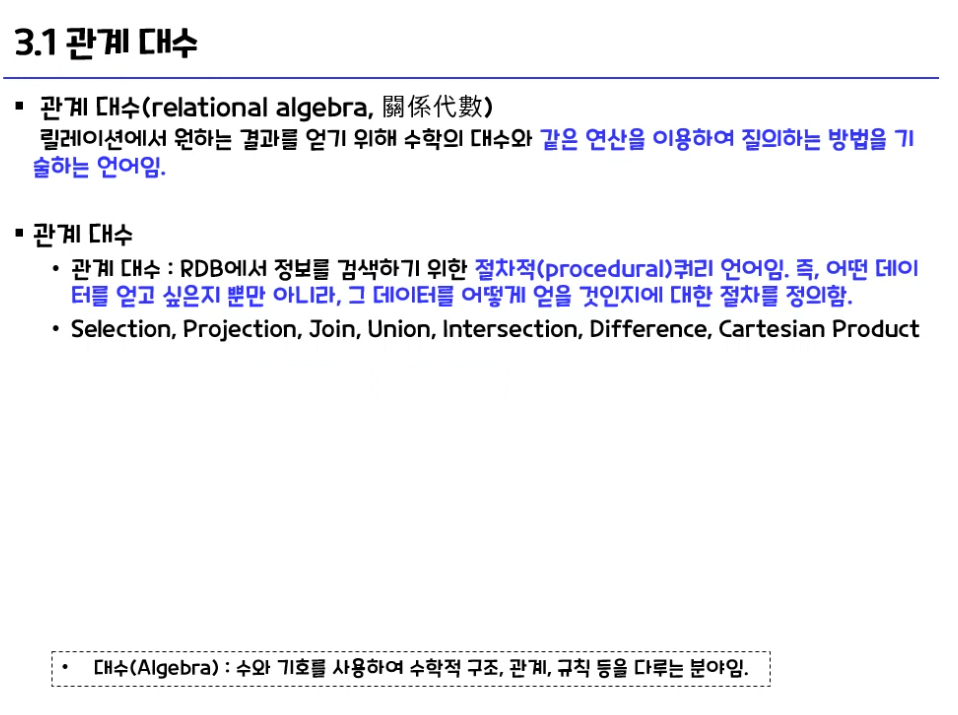 3.1 관계 대수
▪ 관계 대수(relational algebra, 關係代數)
릴레이션에서 원하는 결과를 얻기 위해 수학의 대수와 같은 연산을 이용하여 질의하는 방법을 기
술하는 언어임.
▪ 관계 대수
• 관계 대수 : RDB에서 정보를 검색하기 위한 절차적(procedural)쿼리 언어임. 즉, 어떤 데이
터를 얻고 싶은지 뿐만 아니라, 그 데이터를 어떻게 얻을 것인지에 대한 절차를 정의함.
• Selection, Projection, Join, Union, Intersection, Difference, Cartesian Product
• 대수(Algebra) : 수와 기호를 사용하여 수학적 구조, 관계, 규칙 등을 다루는 분야임.